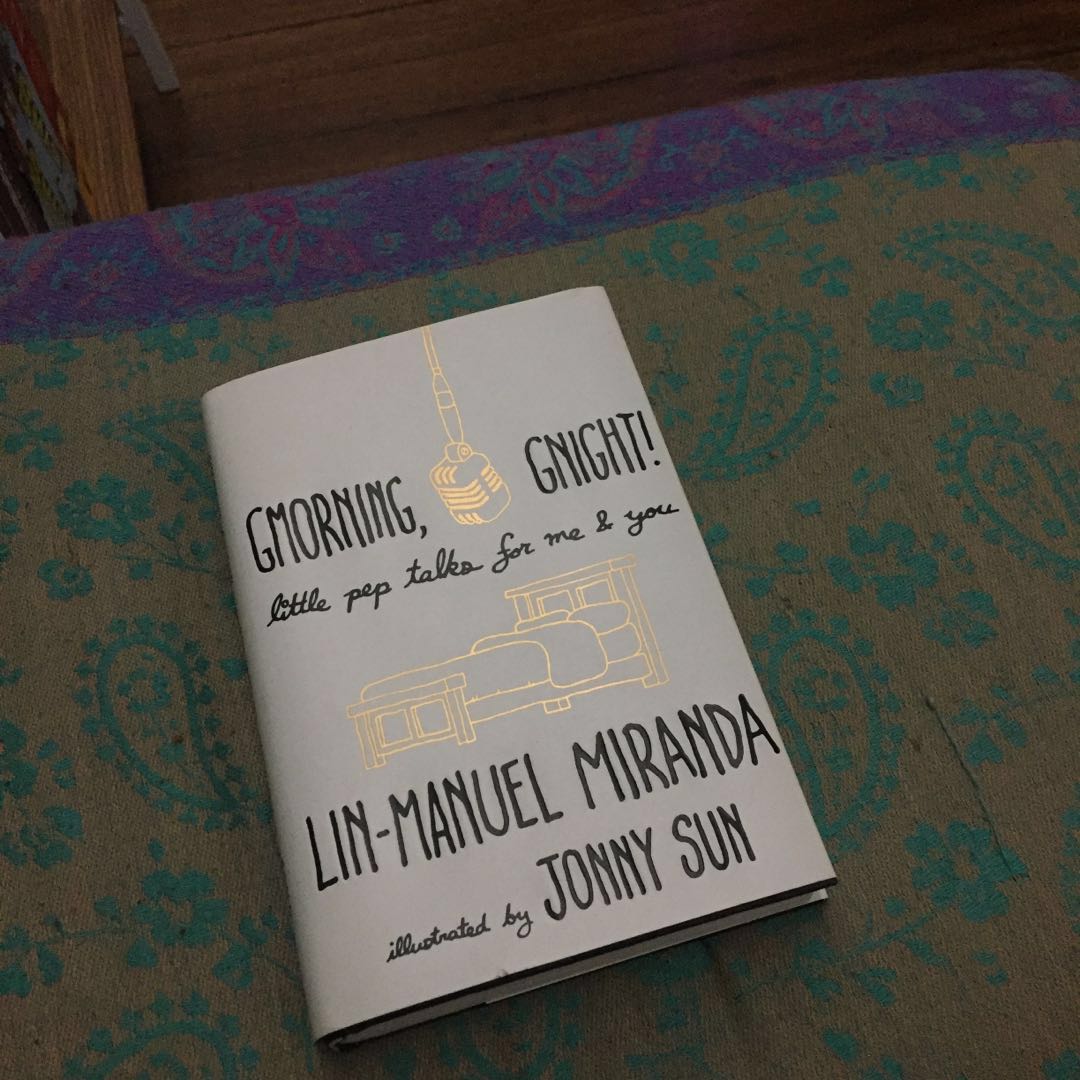 GMORNING, GNIGHT!
little pep talks for me & you
LIN-MANUEL MIRANDA
illustrated by JONNY SUN